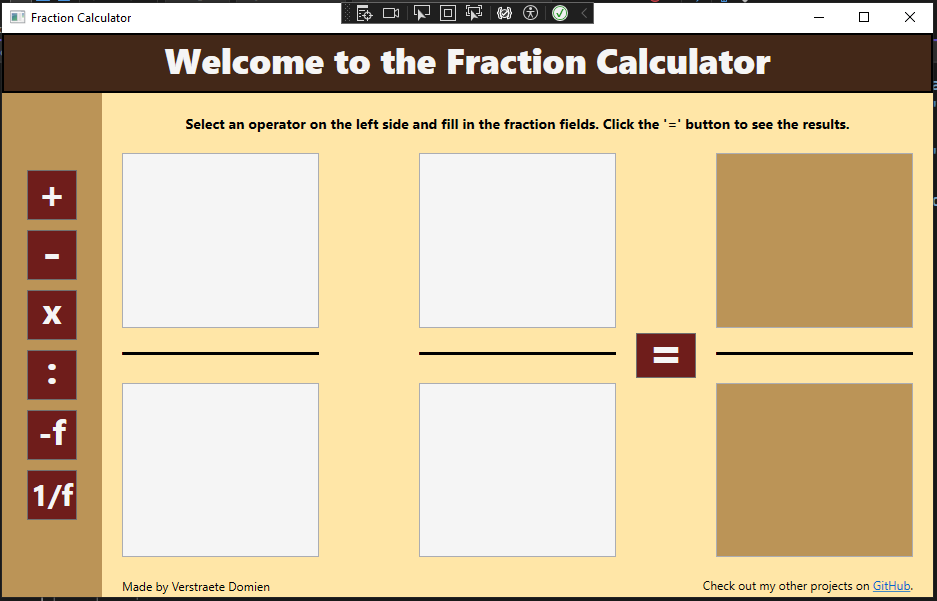 Fraction Calculator
Welcome to the Fraction Calculator
Select an operator on the left side and fill in the fraction fields. Click the '=' button to see the results.
+
-
x
:
-f
1/f
=
Made by Verstraete Domien
Check out my other projects on GitHub.